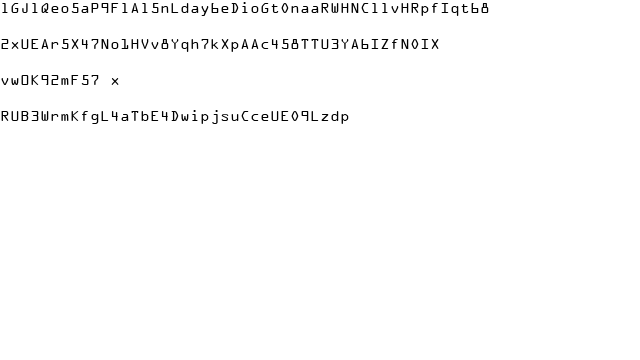 1GJ1Qeo5aP9F1A15nLday6eDioGt0naaRWHNC11vHRpfIqt68
2xUEAr5X47No1HVv8Yqh7kXpAAc458TTU3YA6IZfN0IX
vw0K92mF57 x
RUB3WrmKfgL4aTbE4DwipjsuCceUE09Lzdp